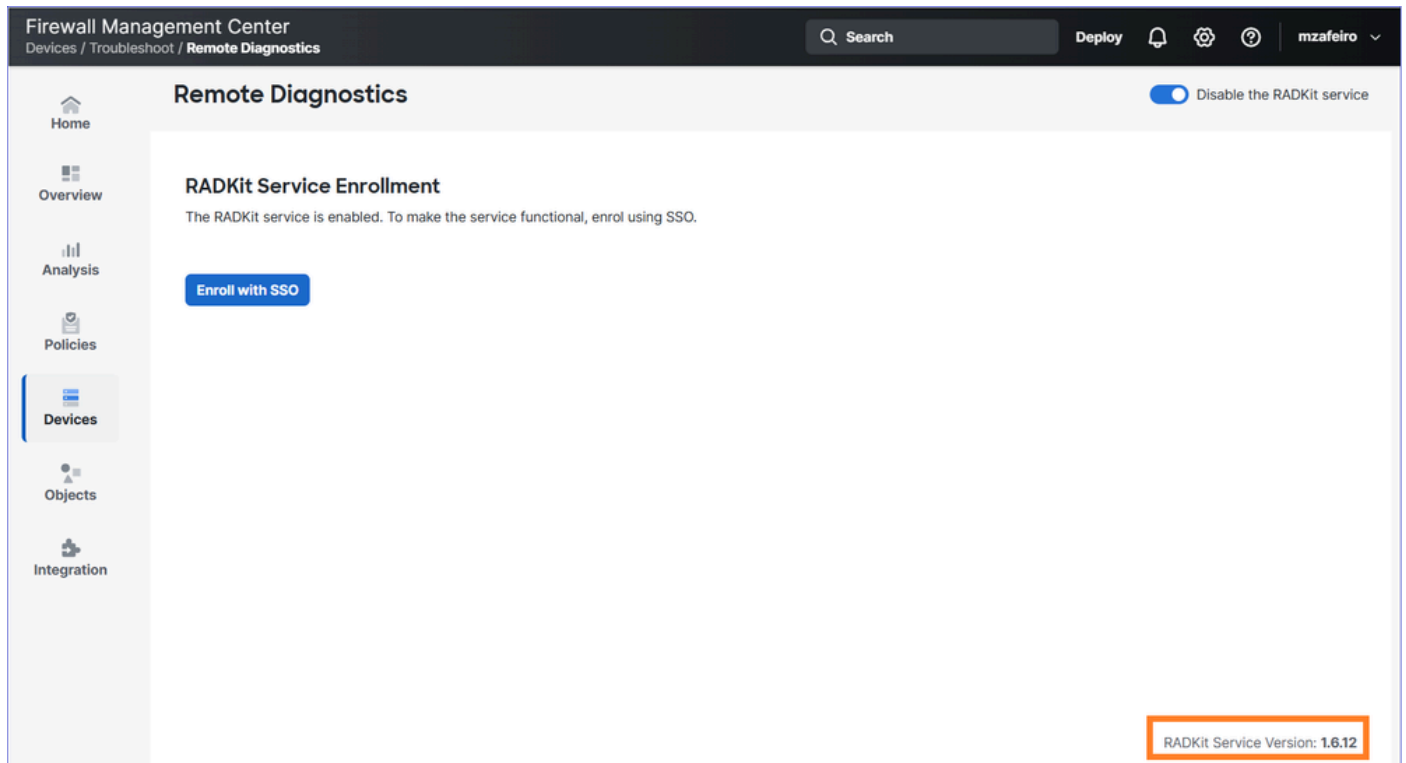 Firewall Management Center
Devices / Troubleshoot / Remote Diagnostics
Search
Deploy
mzafeiro
Home
Overview
Analysis
Policies
Devices
Objects
Integration
Remote Diagnostics
Disable the RADKit service
RADKit Service Enrollment
The RADKit service is enabled. To make the service functional, enrol using SSO.
Enroll with SSO
RADKit Service Version: 1.6.12